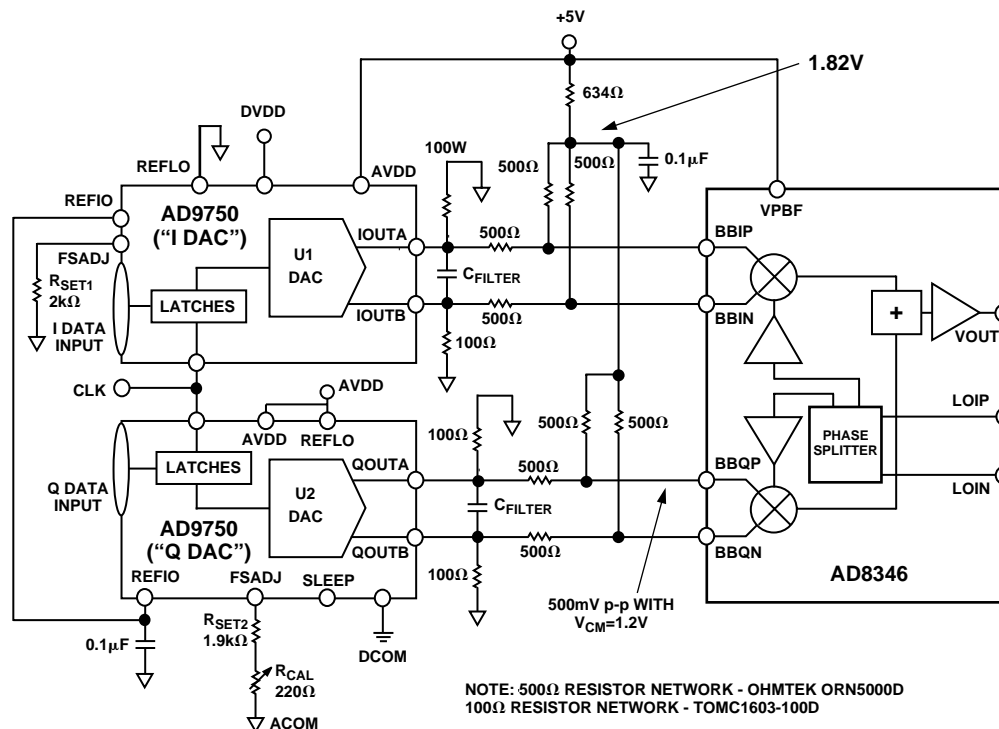 +5V
1.82V
634Ω
DVDD
100W
500Ω
500Ω
0.1µF
REFLO
AVDD
REFIO
VPBF
AD9750
("I DAC")
IOUTA
500Ω
BBIP
FSADJ
U1
DAC
RSET1
2kΩ
CFILTER
LATCHES
IOUTB
500Ω
BBIN
+
VOUT
I DATA
INPUT
100Ω
CLK
AVDD
LOIP
AVDD
REFLO
100Ω
500Ω
500Ω
PHASE
SPLITTER
QOUTA
500Ω
BBQP
LATCHES
LOIN
Q DATA
INPUT
U2
DAC
CFILTER
AD9750
("Q DAC")
QOUTB
500Ω
BBQN
REFIO
FSADJ
SLEEP
100Ω
AD8346
RSET2
1.9kΩ
500mV p-p WITH
VCM=1.2V
0.1µF
DCOM
RCAL
220Ω
ACOM
NOTE: 500Ω RESISTOR NETWORK - OHMTEK ORN5000D
100Ω RESISTOR NETWORK - TOMC1603-100D